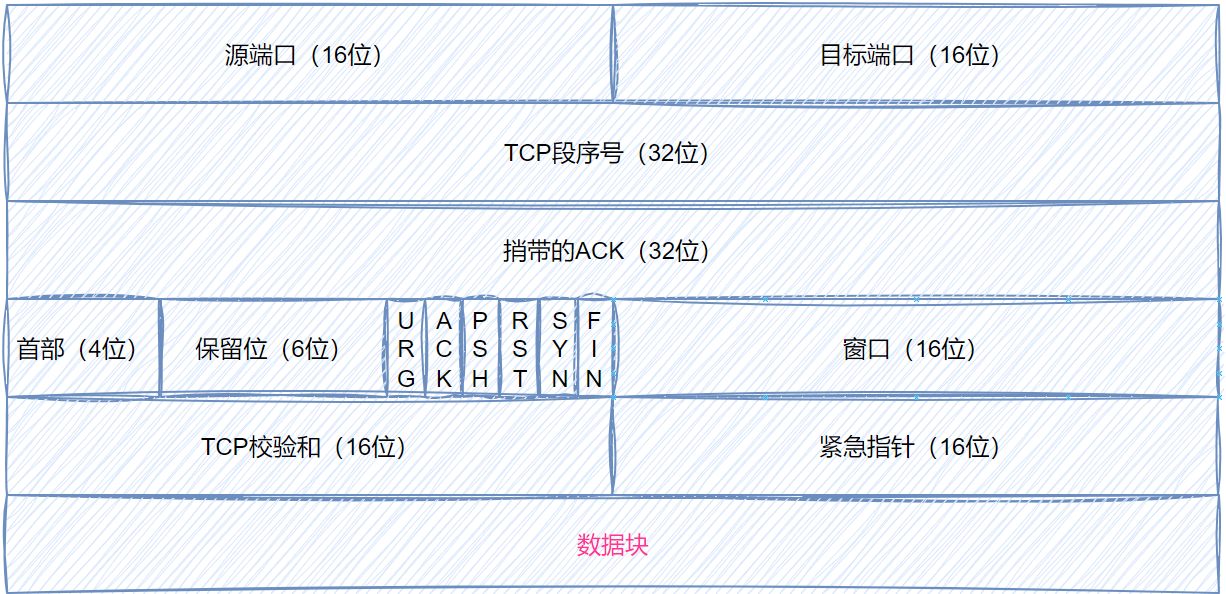 源端口（16位）
目标端口（16位）
TCP段序号（32位）
捎带的ACK（32位）
首部（4位）
保留位（6位）
URG
ACK
PSH
RST
SYN
FIN
窗口（16位）
TCP校验和（16位）
紧急指针（16位）
数据块